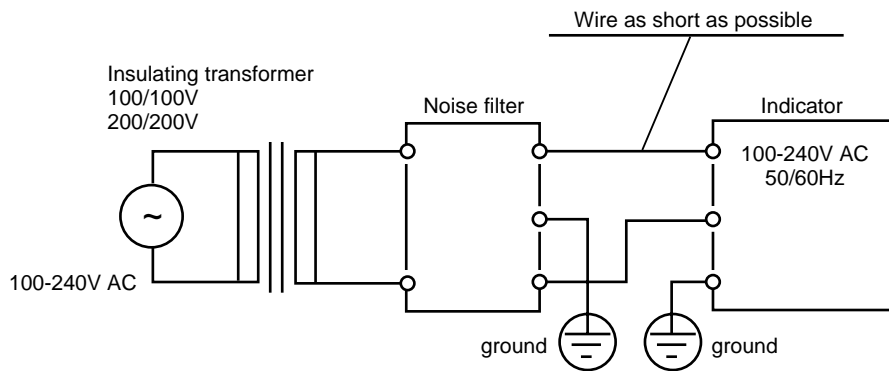 Wire as short as possible
Insulating transformer
100/100V
200/200V
Noise filter
Indicator
100-240V AC
50/60Hz
~
100-240V AC
ground
ground